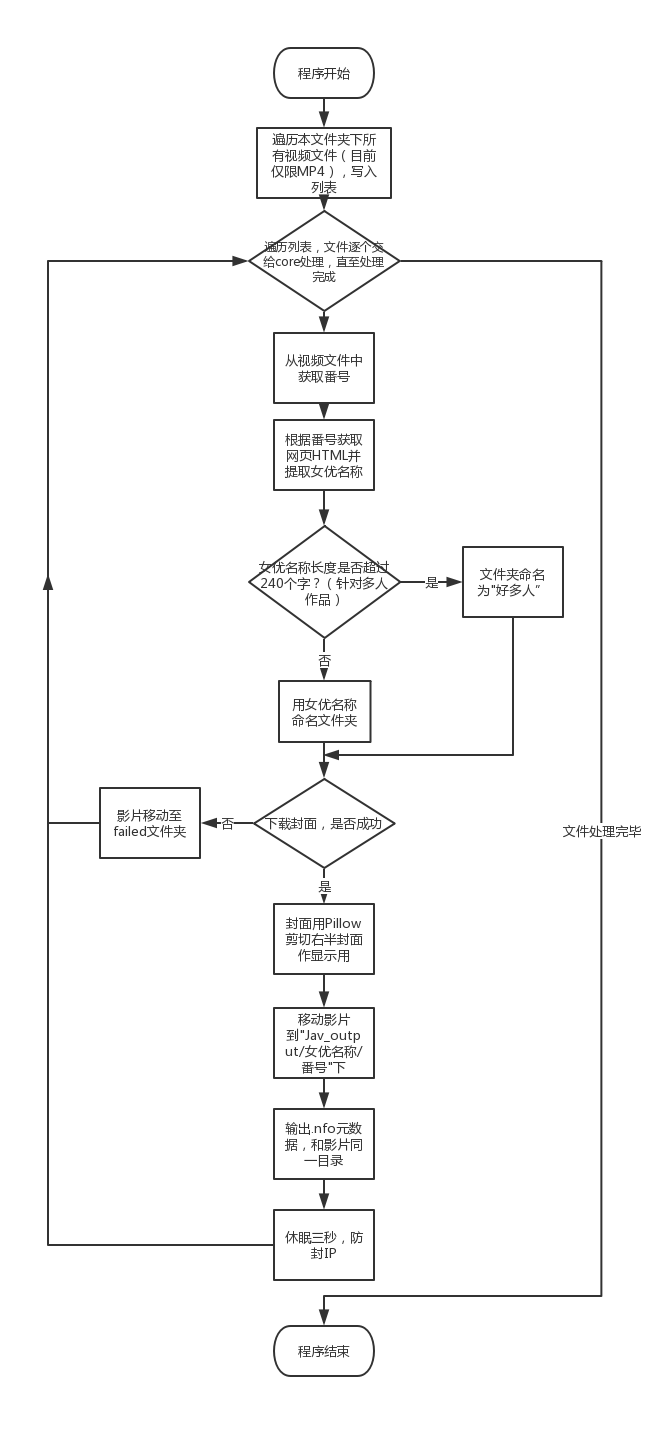 程序开始
遍历本文件夹下所
有视频文件（目前
仅限MP4），写入
列表
遍历列表，文件逐个交
给core处理，直至处理
完成
从视频文件中
获取番号
根据番号获取
网页HTML并
提取女优名称
女优名称长度是否超过
240个字？（针对多人
作品）
是
文件夹命名
为"好多人”
否
用女优名称
命名文件夹
下载封面，是否成功
否
影片移动至
failed文件夹
文件处理完毕
是
封面用Pillow
剪切右半封面
作显示用
移动影片
到"Jav_outp
ut/女优名称/
番号"下
输出.nfo元数
据，和影片同
一目录
休眠三秒，防
封IP
程序结束